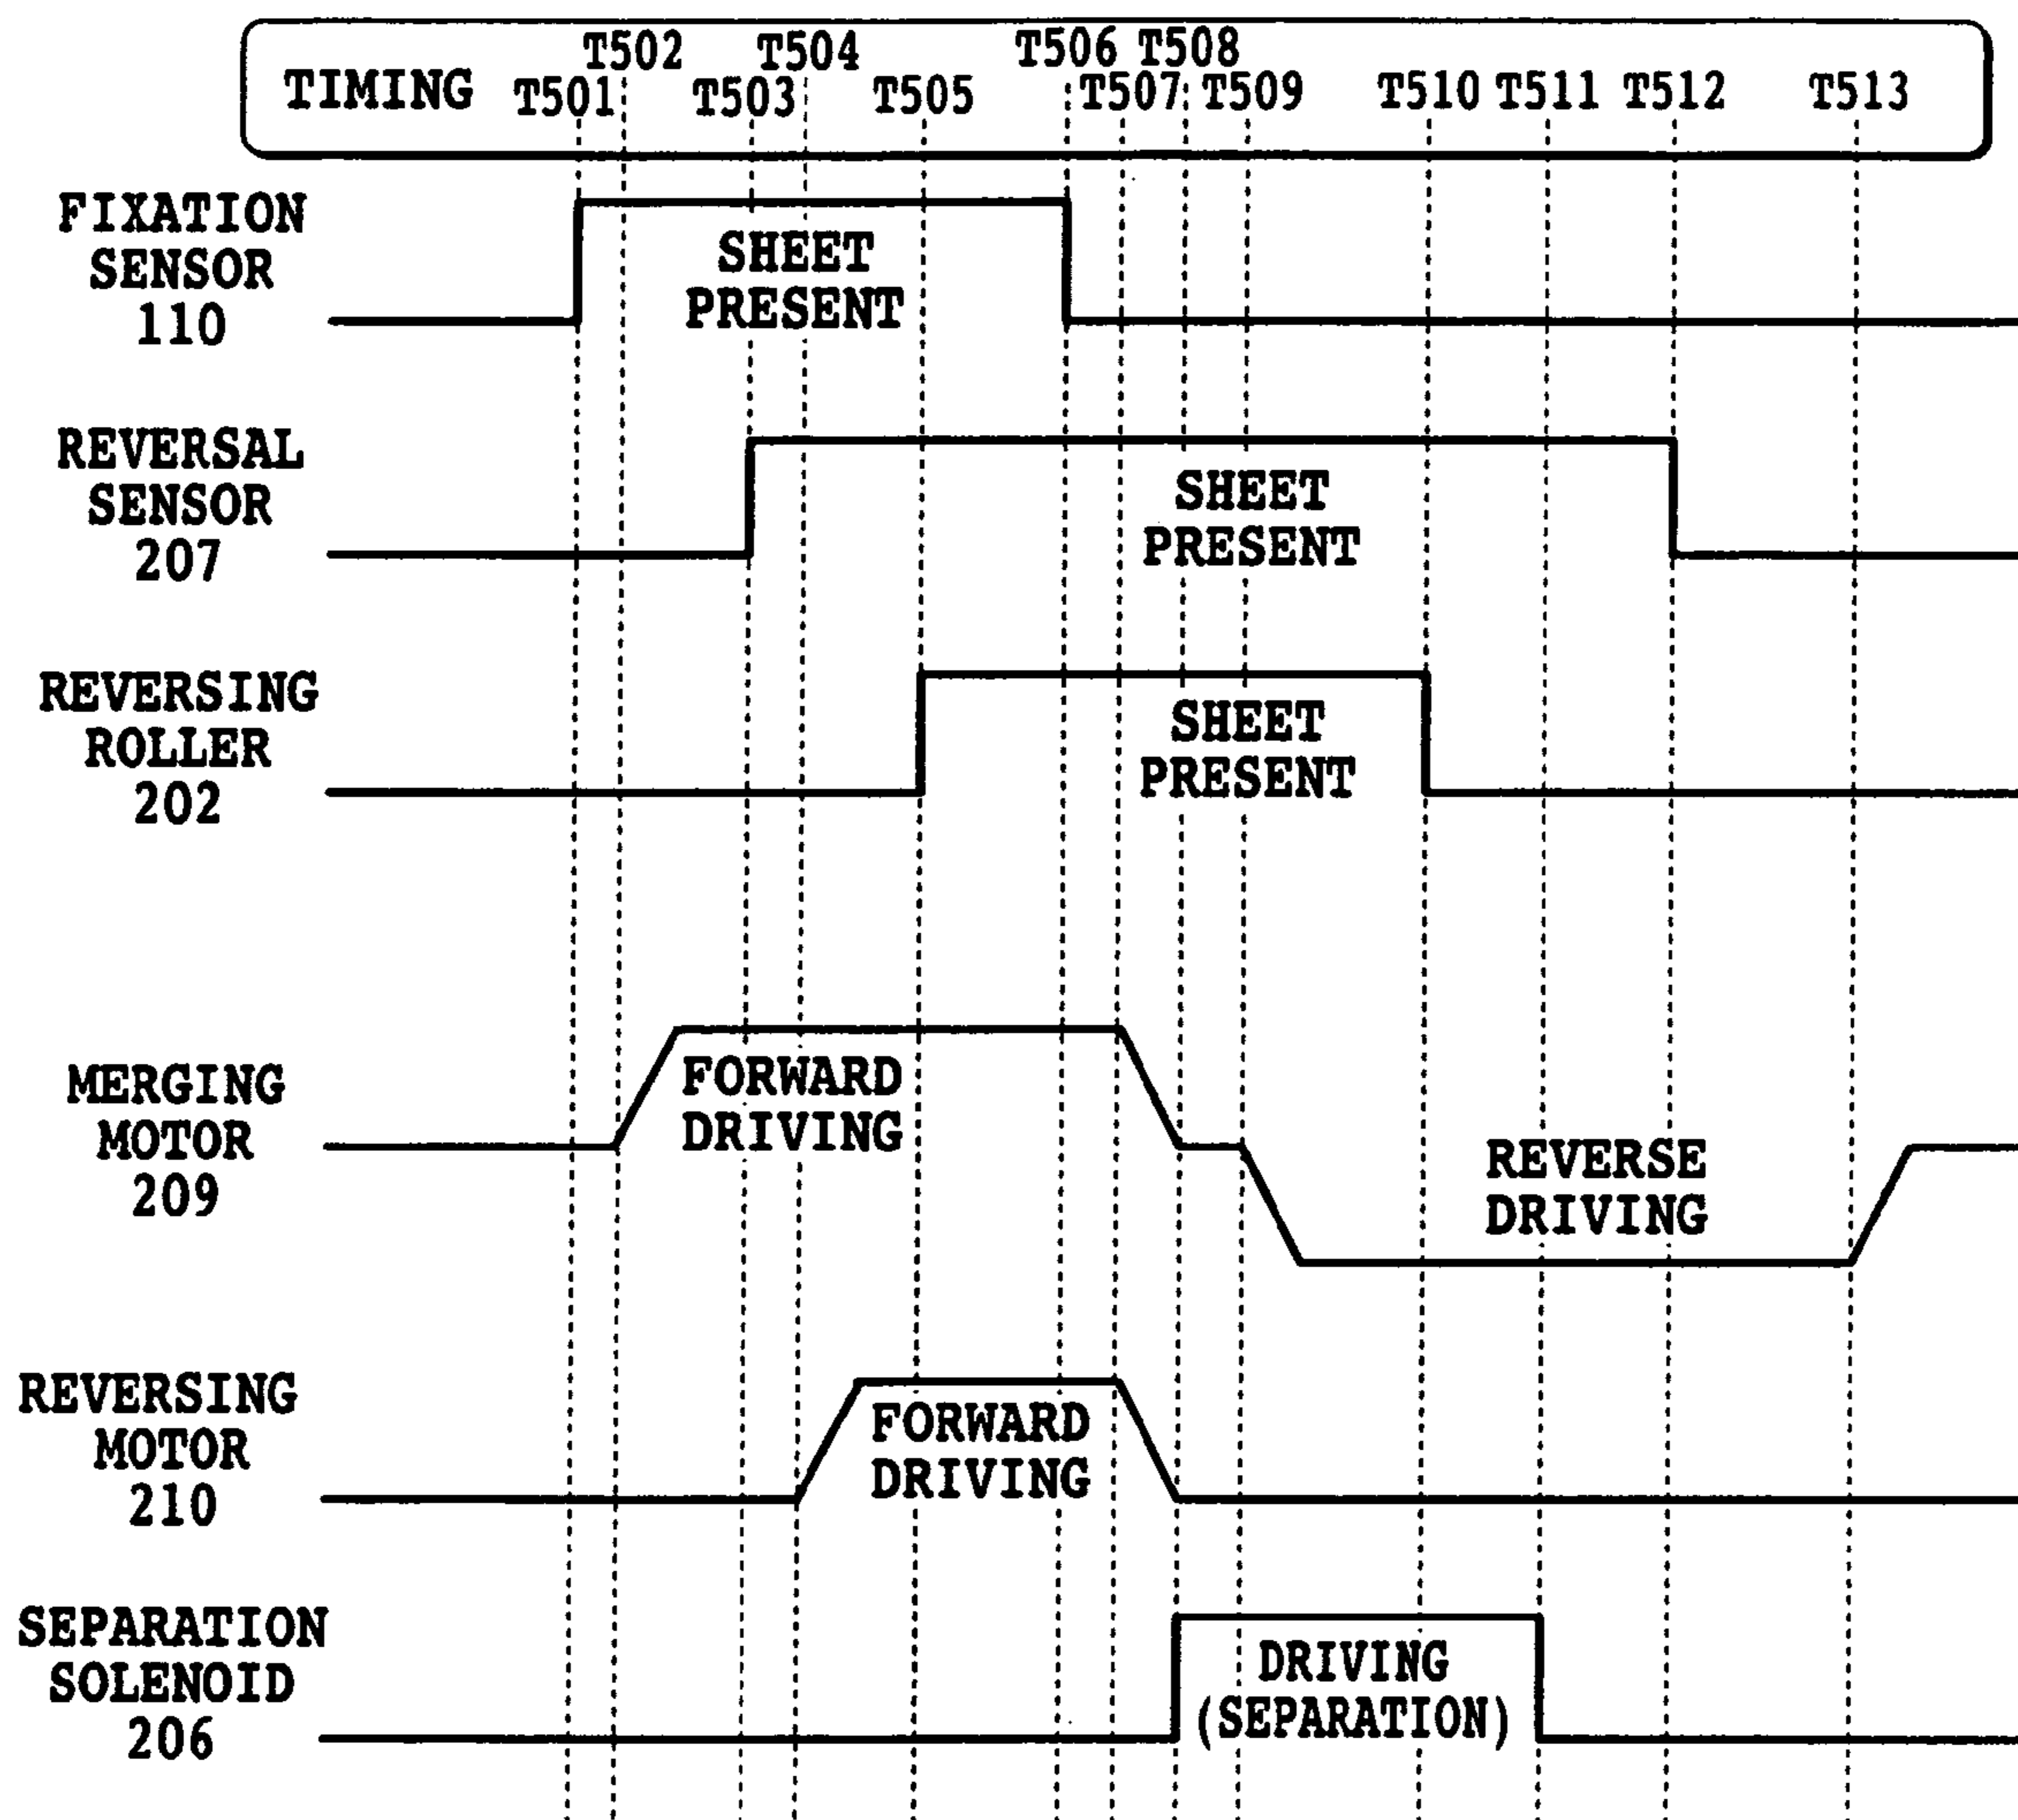 TIMING
T501
T502
T503
T504
T505
T506
T507
T508
T509
T510
T511
T512
T513
FIXATION
SENSOR
110
SHEET
PRESENT
REVERSAL
SENSOR
207
SHEET
PRESENT
REVERSING
ROLLER
202
SHEET
PRESENT
MERGING
MOTOR
209
FORWARD
DRIVING
REVERSE
DRIVING
REVERSING
MOTOR
210
FORWARD
DRIVING
SEPARATION
SOLENOID
206
DRIVING
(SEPARATION)